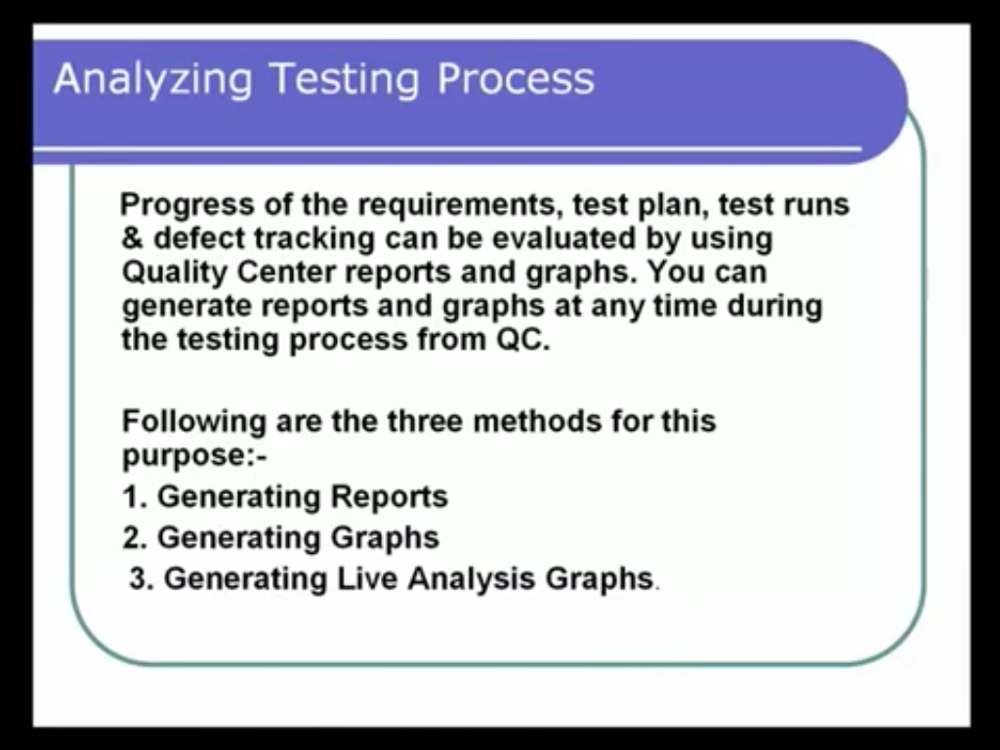 Analyzing Testing Process
Progress of the requirements, test plan, test runs
& defect tracking can be evaluated by using
Quality Center reports and graphs. You can
generate reports and graphs at any time during
the testing process from QC.
Following are the three methods for this
purpose:-
1. Generating Reports
2. Generating Graphs
3. Generating Live Analysis Graphs.